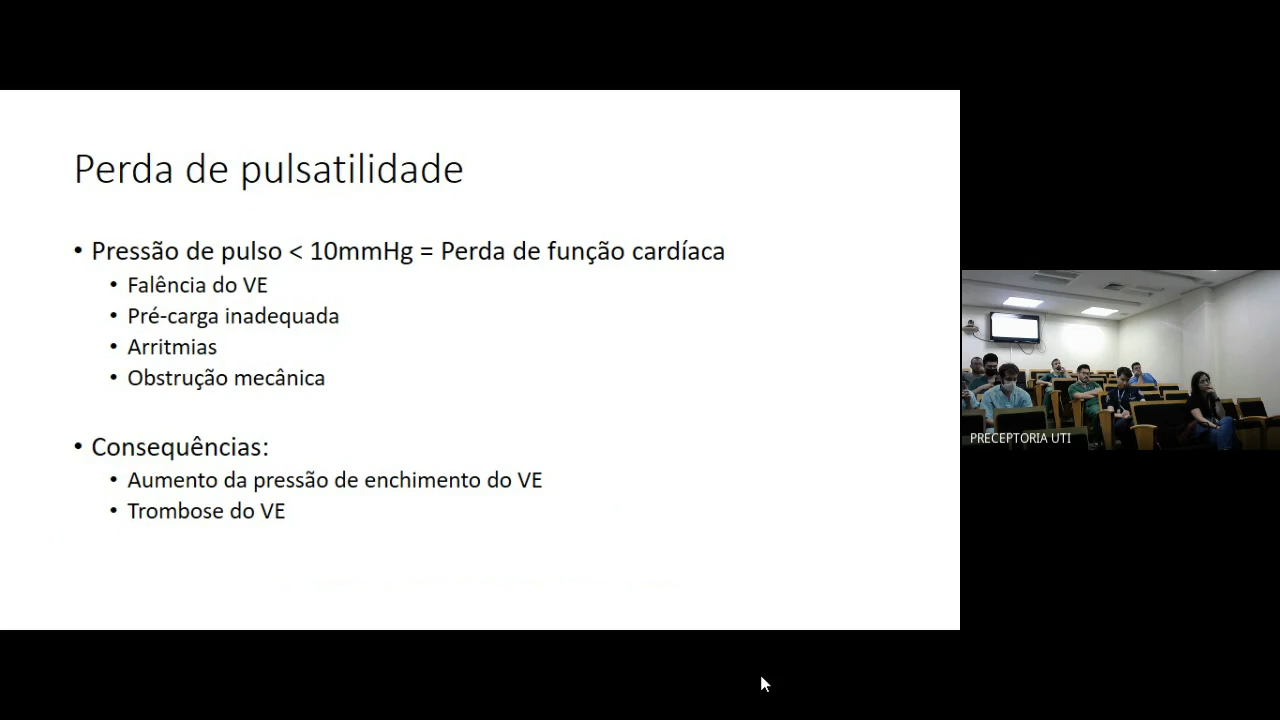 Perda de pulsatilidade
• Pressão de pulso < 10mmHg = Perda de função cardíaca
• Falência do VE
• Pré-carga inadequada
• Arritmias
• Obstrução mecânica
• Consequências:
• Aumento da pressão de enchimento do VE
• Trombose do VE
PRECEPTORIA UTI